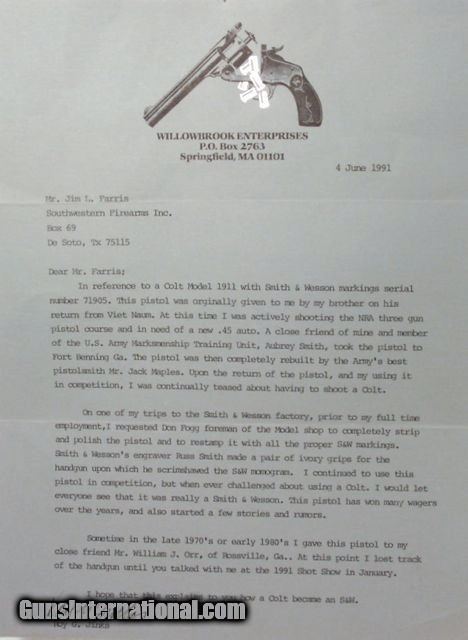 WILLOWBROOK ENTERPRISES
P.O. Box 2763
Springfield, MA 01101
4 June 1991
Mr. Jim L. Farris
Southwestern Firearms Inc.
Box 69
De Soto, Tx 75115
Dear Mr. Farris;
In reference to a Colt Model 1911 with Smith & Wesson markings serial
number 71905. This pistol was orginally given to me by my brother on his
return from Viet Naum. At this time I was actively shooting the NRA three gun
pistol course and in need of a new .45 auto. A close friend of mine and member
of the U.S. Army Marksmenship Training Unit, Aubrey Smith, took the pistol to
Fort Benning Ga. The pistol was then completely rebuilt by the Army's best
pistolsmith Mr. Jack Maples. Upon the return of the pistol, and my using it
in competition, I was continually teased about having to shoot a Colt.
On one of my trips to the Smith & Wesson factory, prior to my full time
employment,I requested Don Fogg foreman of the Model shop to completely strip
and polish the pistol and to restamp it with all the proper S&W markings.
Smith & Wesson's engraver Russ Smith made a pair of ivory grips for the
handgun upon which he scrimshawed the S&W monogram. I continued to use this
pistol in competition, but when ever challenged about using a Colt. I would let
everyone see that it was really a Smith & Wesson. This pistol has won many wagers
over the years, and also started a few stories and rumors.
Sometime in the late 1970's or early 1980's I gave this pistol to my
close friend Mr. William J. Orr, of Rossville, Ga.. At this point I lost track
of the handgun until you talked with me at the 1991 Shot Show in January.
I hope that this explains to you how a Colt became an S&W.
GunsInternational.com
Roy G. Jinks